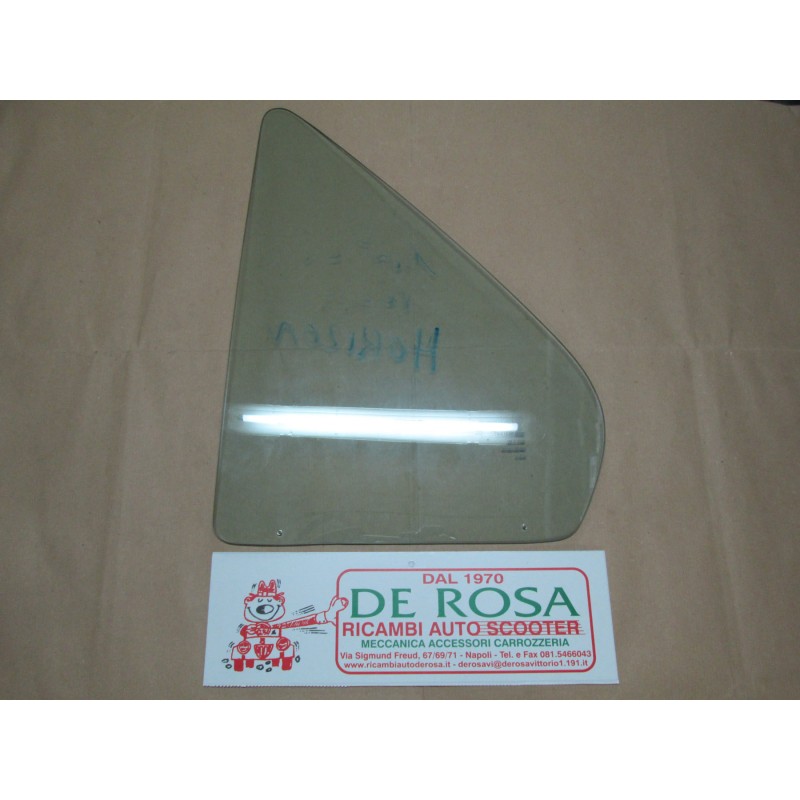 HORIZON
DAL 1970
DE ROSA
RICAMBI AUTO SCOOTER
MECCANICA ACCESSORI CARROZZERIA
Via Sigmund Freud, 67/69/71 - Napoli - Tel. e Fax 081.5466043
www.ricambiautoderosa.it - derosavi@derosavittorio1.191.it